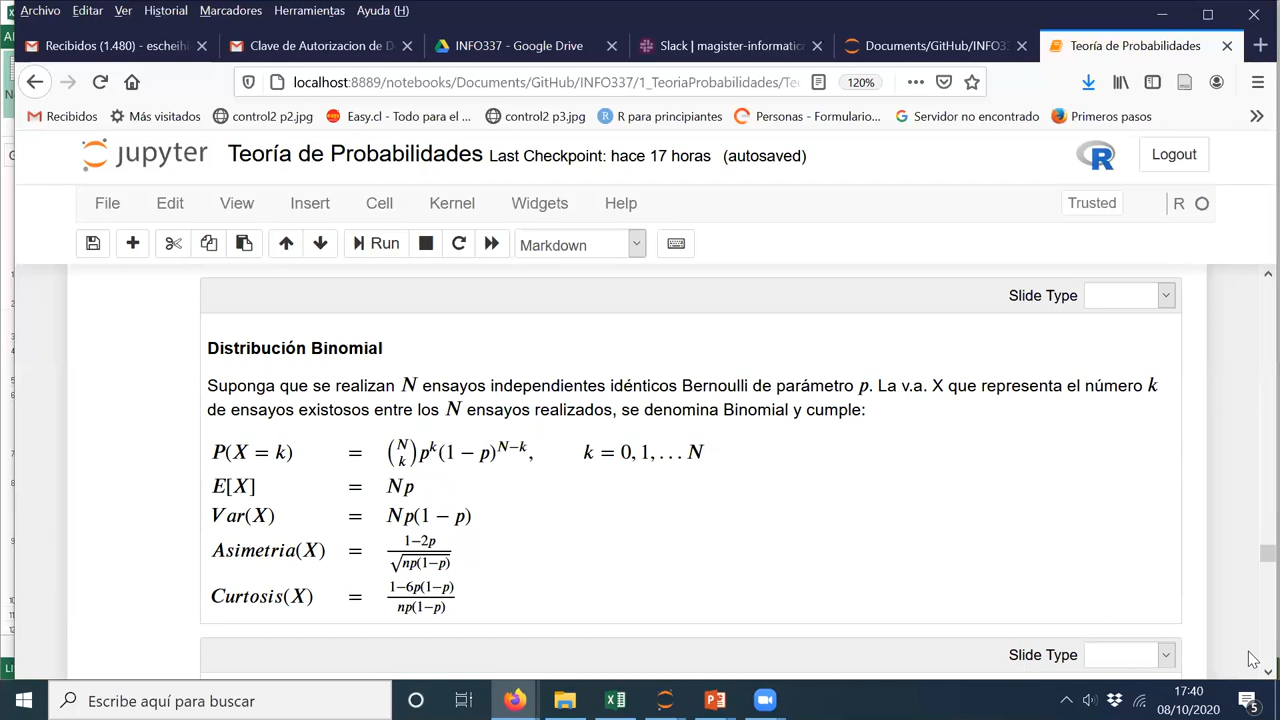 Archivo Editar Ver Historial Marcadores Herramientas Ayuda (H)
Recibidos (1.480) - escheih Clave de Autorizacion de D INFO337 - Google Drive Slack | magister-informatic Documents/GitHub/INFO3 Teoría de Probabilidades
localhost:8889/notebooks/Documents/GitHub/INFO337/1_TeoriaProbabilidades/Te 120%
Recibidos Más visitados control2 p2.jpg Easy.cl - Todo para el ... control2 p3.jpg R para principiantes Personas - Formulario... Servidor no encontrado Primeros pasos
jupyter Teoría de Probabilidades Last Checkpoint: hace 17 horas (autosaved) R Logout
File Edit View Insert Cell Kernel Widgets Help Trusted R
Run Markdown
Slide Type
Distribución Binomial
Suponga que se realizan N ensayos independientes idénticos Bernoulli de parámetro p. La v.a. X que representa el número k
de ensayos existosos entre los N ensayos realizados, se denomina Binomial y cumple:
P(X = k) = (N k) p^k (1 − p)^{N−k}, k = 0, 1, . . . N
E[X] = Np
Var(X) = Np(1 − p)
Asimetria(X) = 1−2p / √np(1−p)
Curtosis(X) = 1−6p(1−p) / np(1−p)
Slide Type
Escribe aquí para buscar
17:40
08/10/2020
5